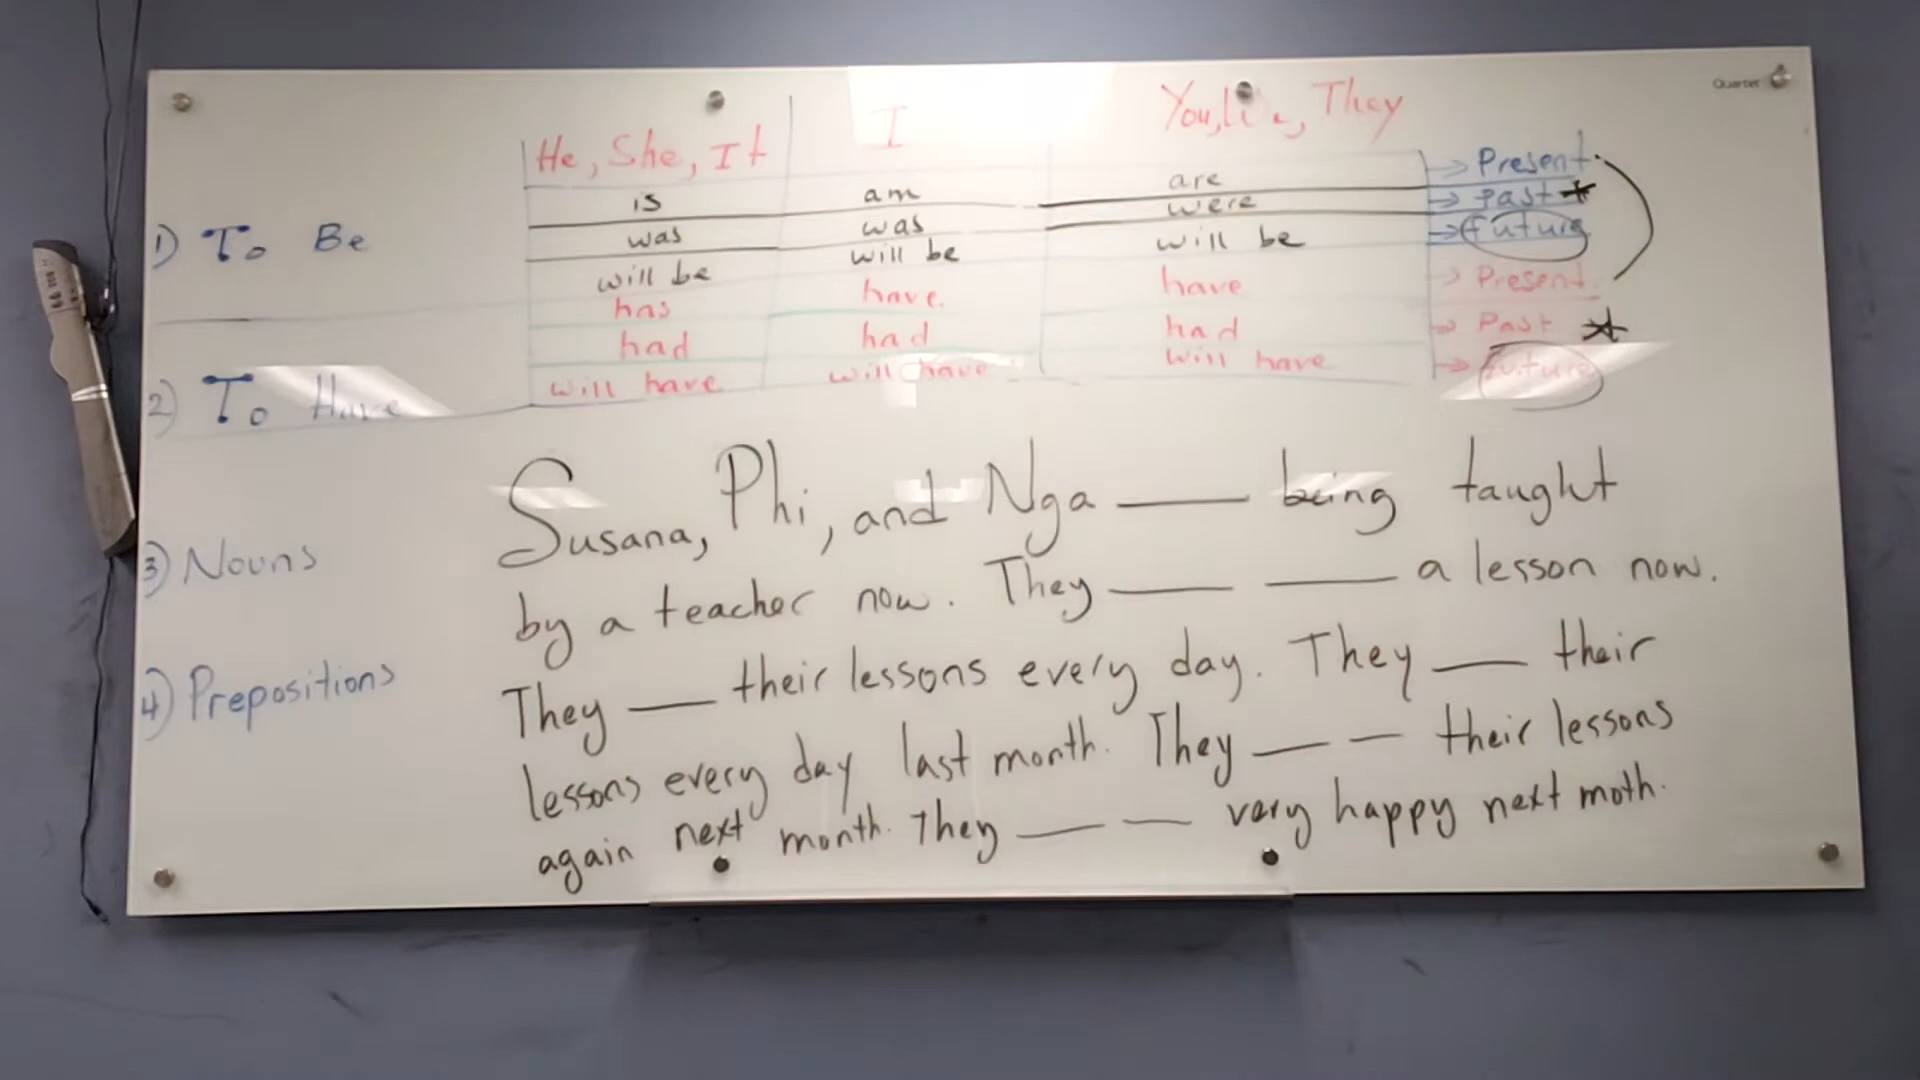 Quartet
He, She, It I You, They
is am are → Present
was was were → Past *
1) To Be will be will be will be → future
has have. have → Present
had had had → Past *
2) To Have will have will have will have → future
Susana, Phi, and Nga ___ being taught
3) Nouns by a teacher now. They ___ ___ a lesson now.
4) Prepositions They ___ their lessons every day. They ___ their
lessons every day last month. They ___ ___ their lessons
again next month. They ___ ___ very happy next moth.